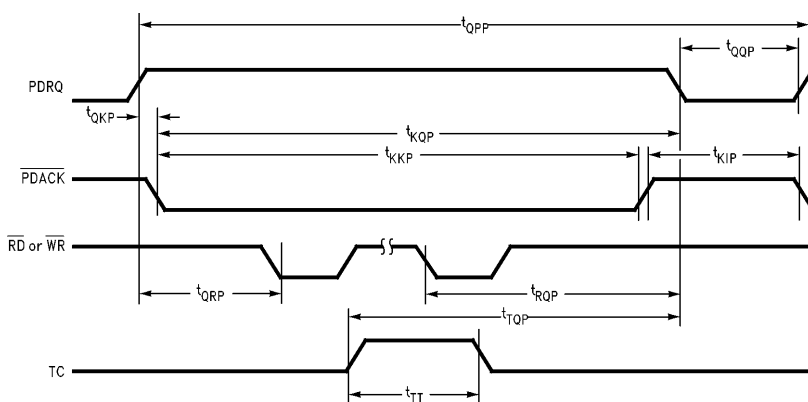 tQPP
tQQP
PDRQ
tQKP
tKQP
tKKP
tKIP
PDACK
RD or WR
tQRP
tRQP
tTQP
TC
tTT